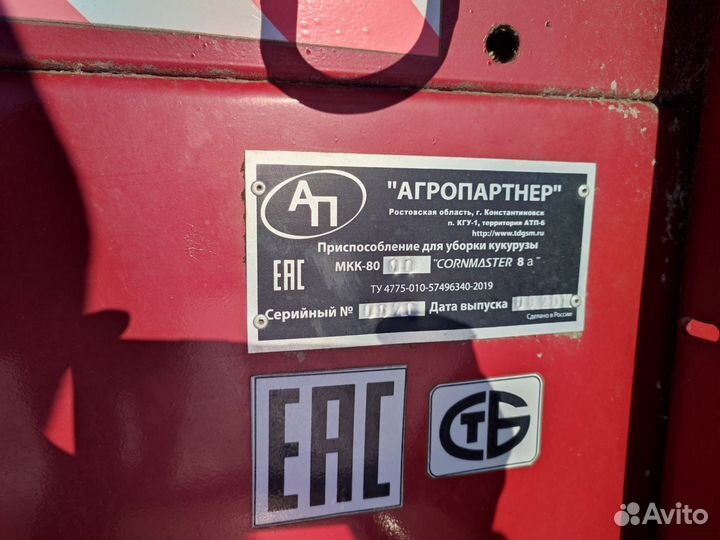 АП
"АГРОПАРТНЕР"
Ростовская область, г. Константиновск
п. КГУ-1, территория АТП-6
http://www.tdgsm.ru
Приспособление для уборки кукурузы
ЕАС МКК-80 00 "CORNMASTER 8 а"
ТУ 4775-010-57496340-2019
Серийный № Дата выпуска
Сделано в России
ЕАС
СТБ
Avito